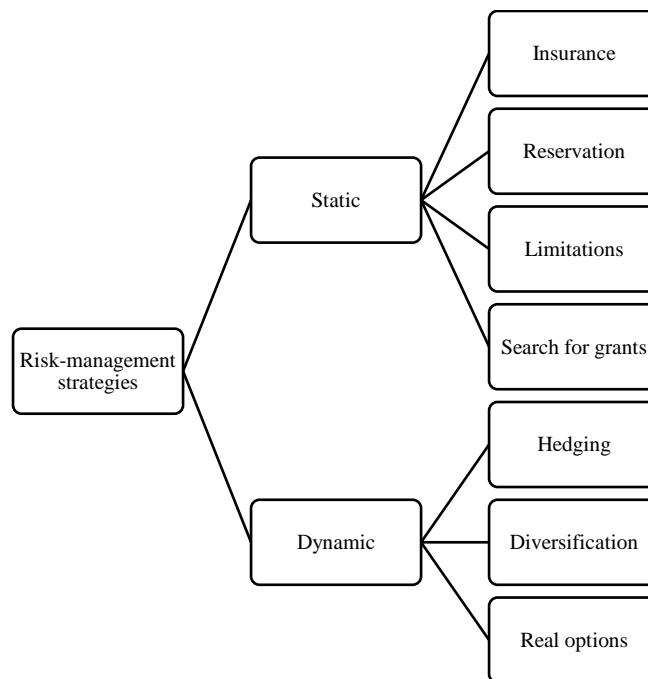 Risk-management
strategies
Static
Insurance
Reservation
Limitations
Search for grants
Dynamic
Hedging
Diversification
Real options